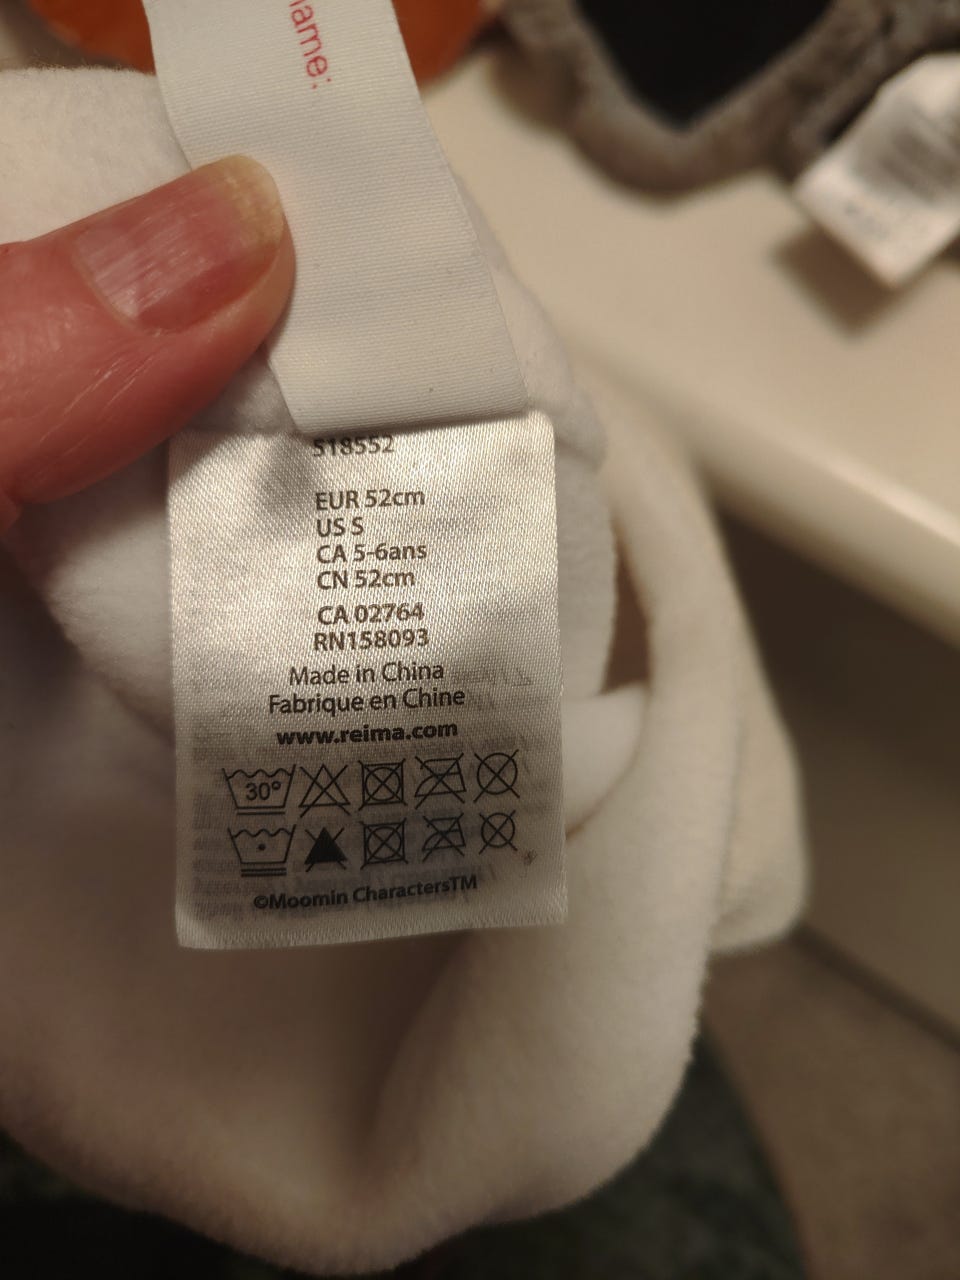 ame:
518552
EUR 52cm
US S
CA 5-6ans
CN 52cm
CA 02764
RN158093
Made in China
Fabrique en Chine
www.reima.com
30°
©Moomin CharactersTM